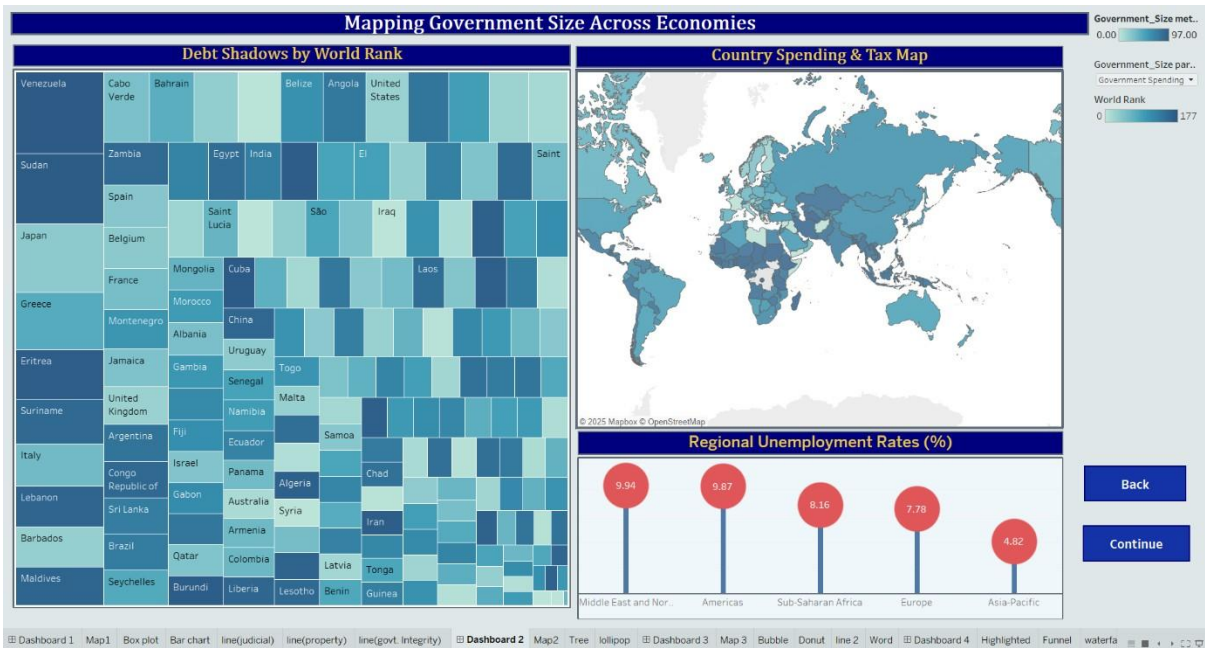 Mapping Government Size Across Economies
Government_Size met..
0.00 97.00
Government_Size par..
Government Spending
World Rank
0 177
Debt Shadows by World Rank
Venezuela
Sudan
Japan
Greece
Eritrea
Suriname
Italy
Lebanon
Barbados
Maldives
Cabo
Verde
Zambia
Spain
Belgium
France
Montenegro
Jamaica
United
Kingdom
Argentina
Congo
Republic of
Sri Lanka
Brazil
Seychelles
Bahrain
Belize
Angola
United
States
Egypt
India
El
Saint
Saint
Lucia
São
Iraq
Mongolia
Morocco
Albania
Gambia
Fiji
Israel
Gabon
Qatar
Burundi
Cuba
China
Uruguay
Senegal
Namibia
Ecuador
Panama
Australia
Armenia
Colombia
Liberia
Laos
Togo
Malta
Algeria
Syria
Lesotho
Samoa
Latvia
Benin
Chad
Iran
Tonga
Guinea
Country Spending & Tax Map
© 2025 Mapbox © OpenStreetMap
Regional Unemployment Rates (%)
9.94 9.87 8.16 7.78 4.82
Middle East and Nor.. Americas Sub-Saharan Africa Europe Asia-Pacific
Back
Continue
Dashboard 1 Map1 Box plot Bar chart line(judicial) line(property) line(govt. Integrity) Dashboard 2 Map2 Tree lollipop Dashboard 3 Map 3 Bubble Donut line 2 Word Dashboard 4 Highlighted Funnel waterfa